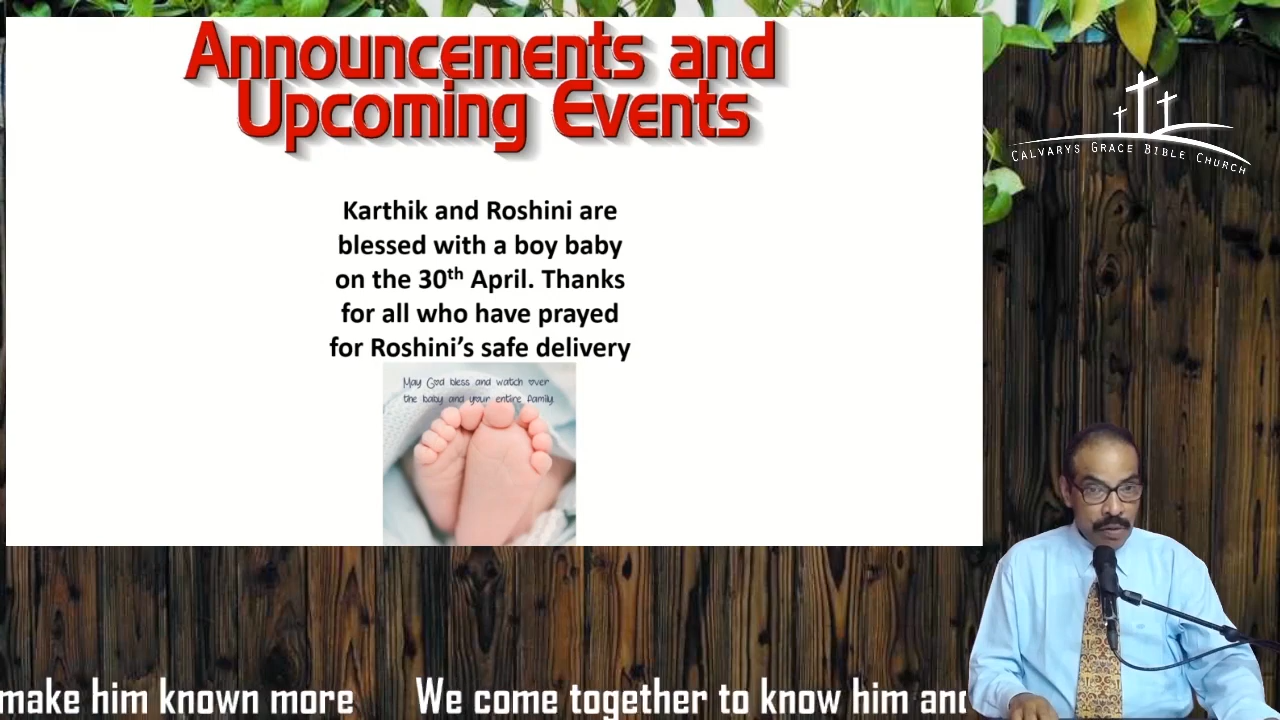 Announcements and
Upcoming Events
CALVARYS GRACE BIBLE CHURCH
Karthik and Roshini are
blessed with a boy baby
on the 30th April. Thanks
for all who have prayed
for Roshini’s safe delivery
May God bless and watch over
the baby and your entire family.
make him known more We come together to know him and